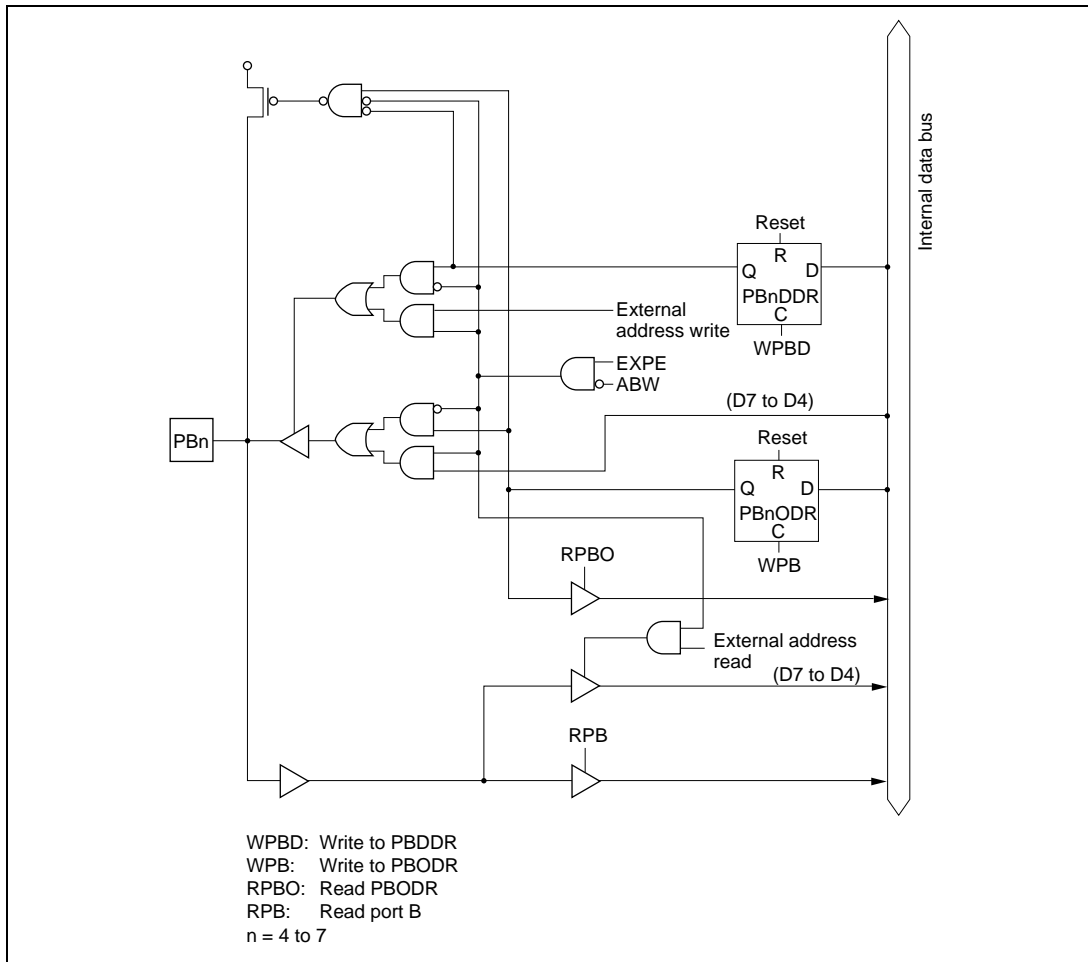 Internal data bus
Reset
R
Q D
PBnDDR
C
WPBD
External
address write
EXPE
ABW
(D7 to D4)
PBn
Reset
R
Q D
PBnODR
C
WPB
RPBO
External address
read
(D7 to D4)
RPB
WPBD: Write to PBDDR
WPB: Write to PBODR
RPBO: Read PBODR
RPB: Read port B
n = 4 to 7